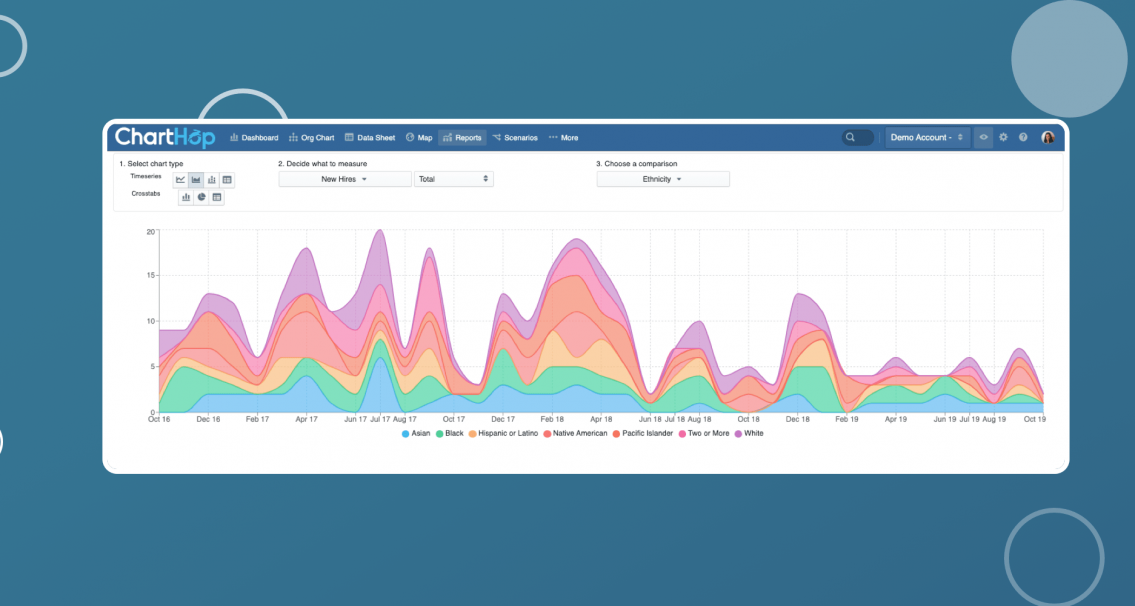 ChartHop Dashboard Org Chart Data Sheet Map Reports Scenarios More Demo Account -
1. Select chart type 2. Decide what to measure 3. Choose a comparison
Timeseries New Hires Total Ethnicity
Crosstabs
20
15
10
5
0
Oct 16 Dec 16 Feb 17 Apr 17 Jun 17 Jul 17 Aug 17 Oct 17 Dec 17 Feb 18 Apr 18 Jun 18 Jul 18 Aug 18 Oct 18 Dec 18 Feb 19 Apr 19 Jun 19 Jul 19 Aug 19 Oct 19
Asian Black Hispanic or Latino Native American Pacific Islander Two or More White